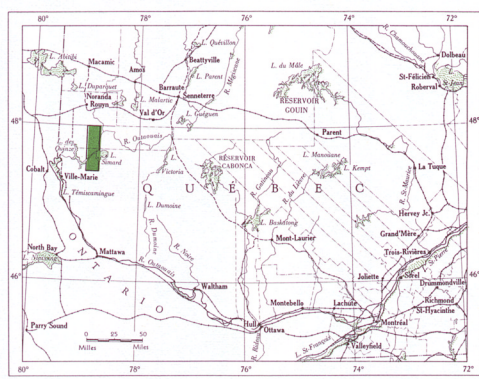 80°
78°
76°
74°
72°
L. Abitibi
Macamic
Amos
L. Quévillon
Beattyville
L. Parent
R. Mégiscane
L. du Mâle
R. Chamouchouane
Dolbeau
St-Félicien
Roberval
L. St-Jean
L. Duparquet
Noranda
Rouyn
Barraute
L. Malartic
Senneterre
Val d'Or
L. Guéguen
RÉSERVOIR
GOUIN
48°
48°
Parent
R. Outaouais
L. des
Quinze
L.
Simard
Cobalt
Ville-Marie
L. Témiscamingue
L.
Victoria
RÉSERVOIR
CABONGA
L. Manoiane
L. Kempt
La Tuque
R. St-Maurice
QUÉBEC
R. Gatineau
R. du Lièvre
L. Dumoine
L. Baskatong
Hervey Jc.
Mont-Laurier
Grand'Mère
Trois-Rivières
L. St-Pierre
North Bay
L. Nipissing
Mattawa
R. Dumoine
R. Noire
R. Outaouais
Waltham
46°
46°
Joliette
Sorel
Drummondville
ONTARIO
Montebello
Lachute
Richmond
St-Hyacinthe
Parry Sound
0 25 50
Miles Miles
Hull
Ottawa
R. Rideau
Montréal
L. St-François
Valleyfield
80°
78°
76°
74°
72°